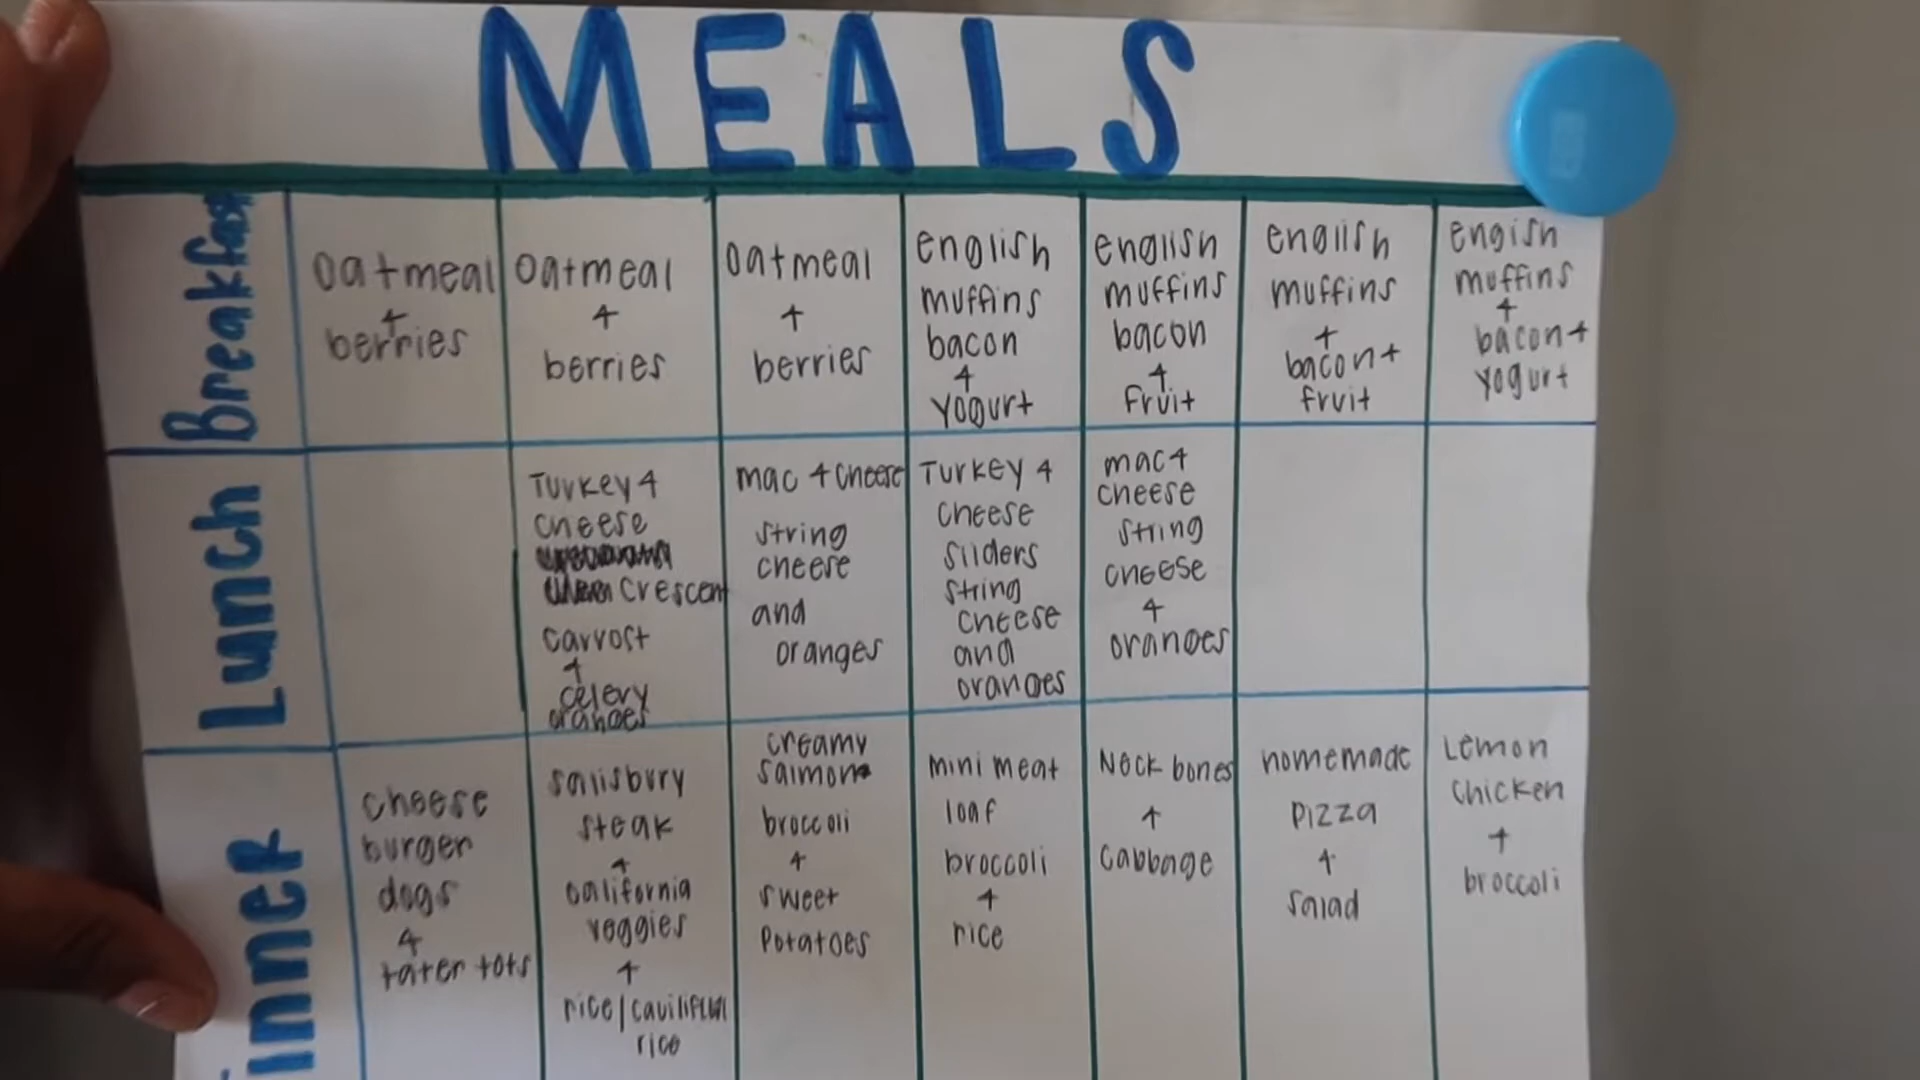 MEALS
Breakfast
oatmeal
+
berries
oatmeal
+
berries
oatmeal
+
berries
english
muffins
bacon
+
yogurt
english
muffins
bacon
+
fruit
english
muffins
+
bacon+
fruit
engish
muffins
+
bacon+
yogurt
Lunch
Turkey +
cheese
crescent
carrost
+
celery
oranges
mac + cheese
string
cheese
and
oranges
Turkey +
cheese
sliders
string
cheese
and
oranges
mac +
cheese
string
cheese
+
oranges
inner
cheese
burger
dogs
+
tater tots
salisbury
steak
+
california
veggies
+
rice/
rice
creamy
salmon
broccoli
+
sweet
potatoes
mini meat
loaf
broccoli
+
rice
Neck bones
+
cabbage
homemade
pizza
+
salad
Lemon
chicken
+
broccoli